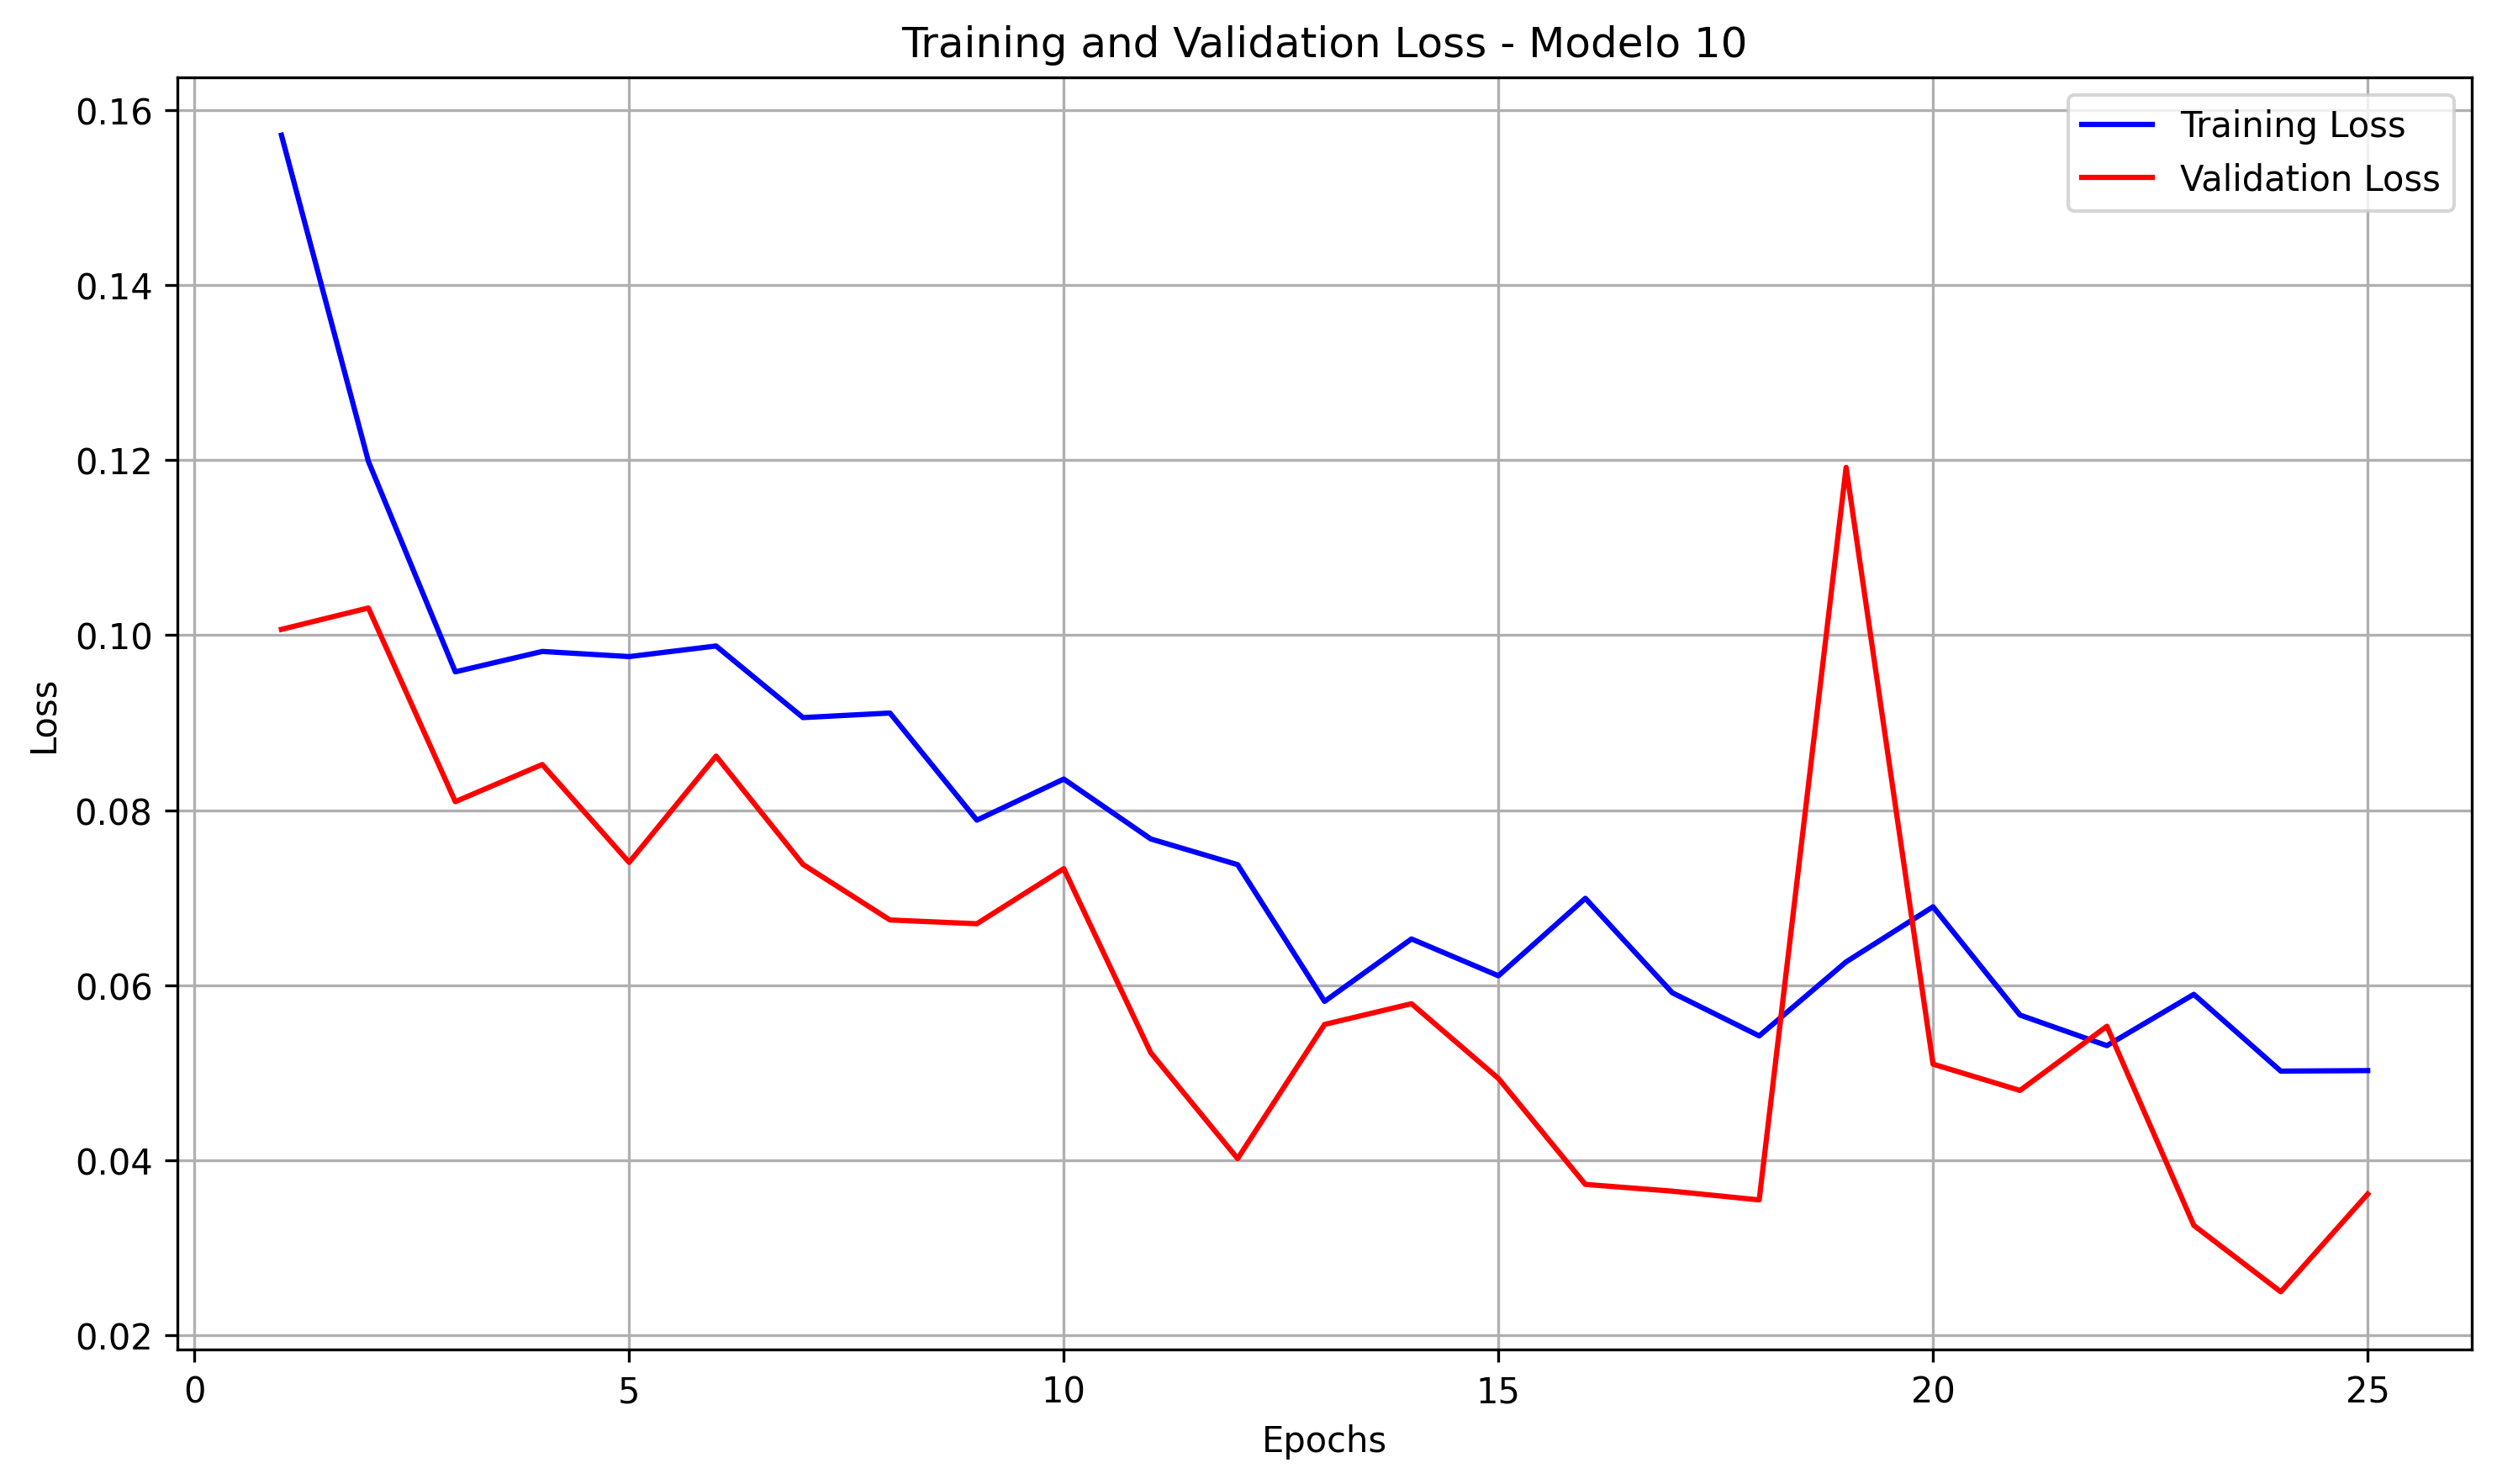 Training and Validation Loss - Modelo 10
Training Loss
Validation Loss
0.16
0.14
0.12
0.10
0.08
0.06
0.04
0.02
Loss
0 5 10 15 20 25
Epochs